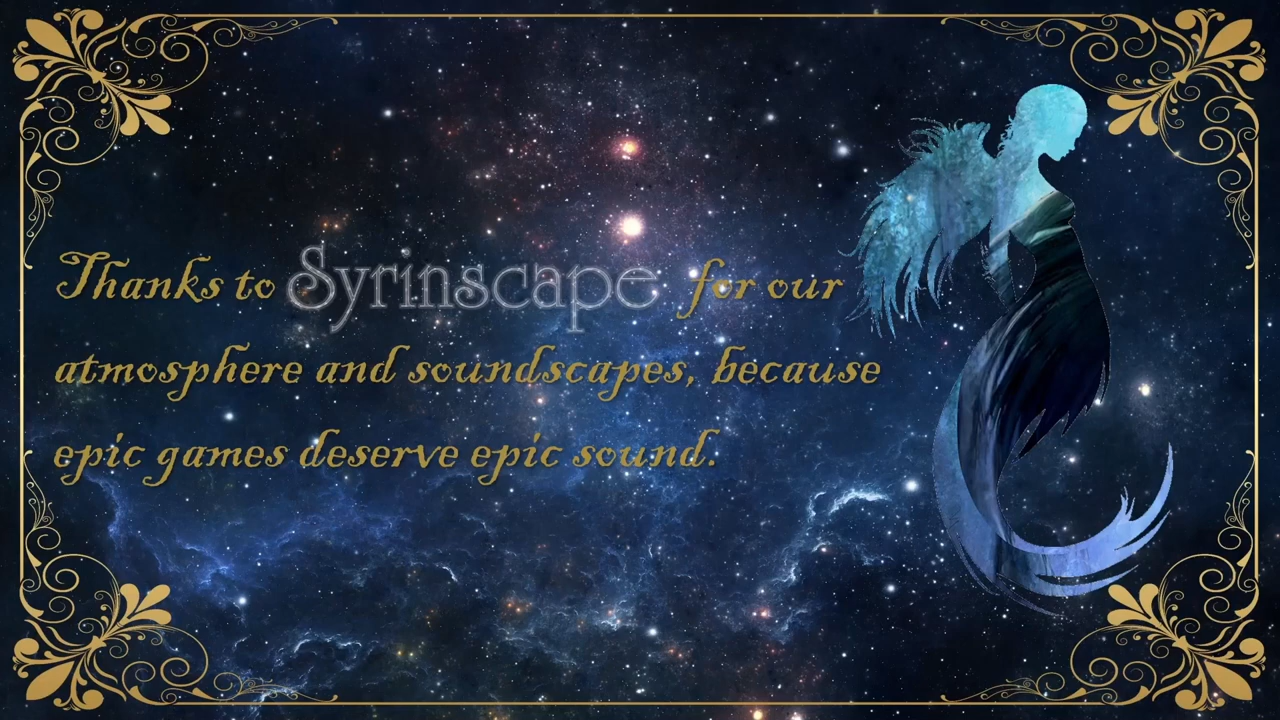 Thanks to Syrinscape for our
atmosphere and soundscapes, because
epic games deserve epic sound.